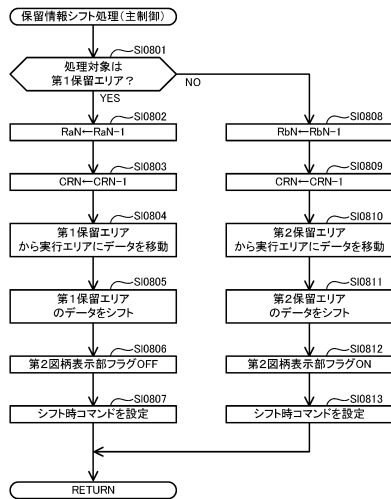 保留情報シフト処理(主制御)
SI0801
処理対象は
第1保留エリア？
YES
NO
SI0802
RaN←RaN-1
SI0803
CRN←CRN-1
SI0804
第1保留エリア
から実行エリアにデータを移動
SI0805
第1保留エリア
のデータをシフト
SI0806
第2図柄表示部フラグOFF
SI0807
シフト時コマンドを設定
SI0808
RbN←RbN-1
SI0809
CRN←CRN-1
SI0810
第2保留エリア
から実行エリアにデータを移動
SI0811
第2保留エリア
のデータをシフト
SI0812
第2図柄表示部フラグON
SI0813
シフト時コマンドを設定
RETURN